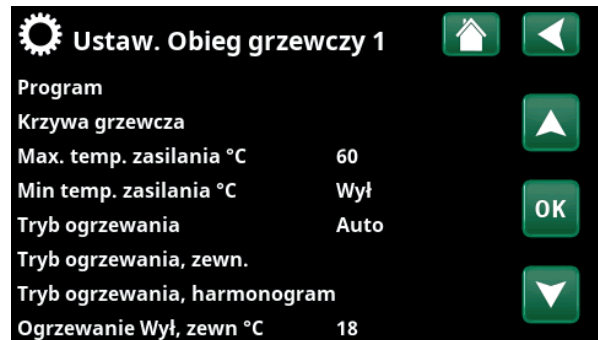 Ustaw. Obieg grzewczy 1
Program
Krzywa grzewcza
Max. temp. zasilania °C 60
Min temp. zasilania °C Wył
Tryb ogrzewania Auto
OK
Tryb ogrzewania, zewn.
Tryb ogrzewania, harmonogram
Ogrzewanie Wył, zewn °C 18